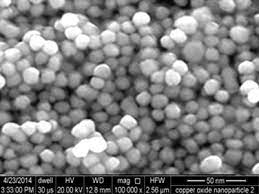 4/23/2014 dwell HV WD mag HFW 50 nm
3:33:00 PM 30 µs 20.00 kV 12.8 mm 100 000 x 2.56 µm copper oxide nanoparticle 2